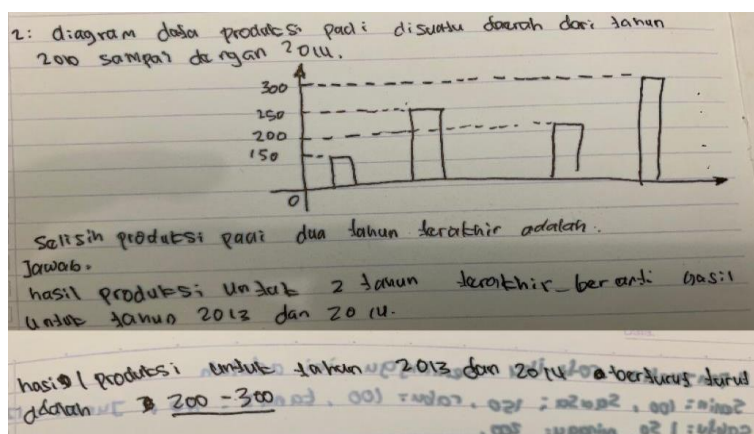 2: diagram data produksi padi disuatu daerah dari tahun
2010 sampai dengan 2014.
300
250
200
150
0
Selisih produksi padi dua tahun terakhir adalah.
Jawab.
hasil produksi untuk 2 tahun terakhir berarti hasil
untuk tahun 2013 dan 2014.
hasil produksi untuk tahun 2013 dan 2014 berturut turut
adalah 200 - 300